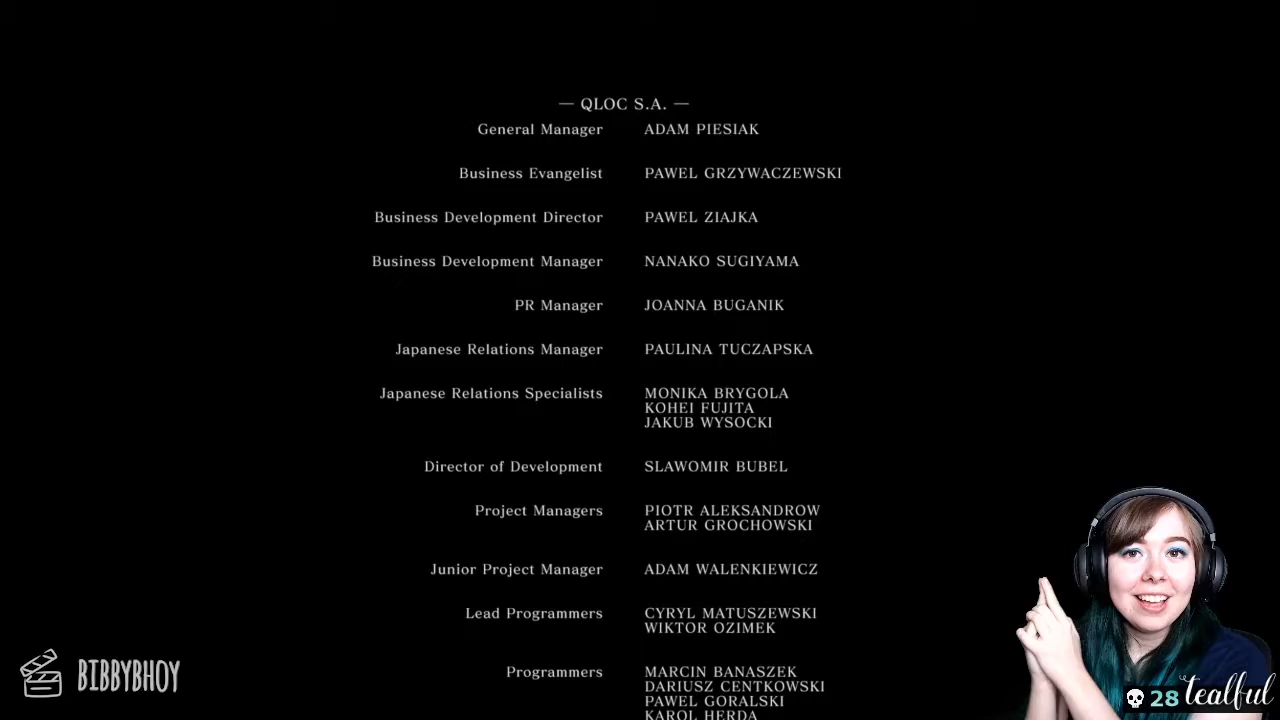 — QLOC S.A. —
General Manager ADAM PIESIAK
Business Evangelist PAWEL GRZYWACZEWSKI
Business Development Director PAWEL ZIAJKA
Business Development Manager NANAKO SUGIYAMA
PR Manager JOANNA BUGANIK
Japanese Relations Manager PAULINA TUCZAPSKA
Japanese Relations Specialists MONIKA BRYGOLA
KOHEI FUJITA
JAKUB WYSOCKI
Director of Development SLAWOMIR BUBEL
Project Managers PIOTR ALEKSANDROW
ARTUR GROCHOWSKI
Junior Project Manager ADAM WALENKIEWICZ
Lead Programmers CYRYL MATUSZEWSKI
WIKTOR OZIMEK
Programmers MARCIN BANASZEK
DARIUSZ CENTKOWSKI
PAWEL GORALSKI
KAROL HERDA
BIBBYBHOY
28 tealful